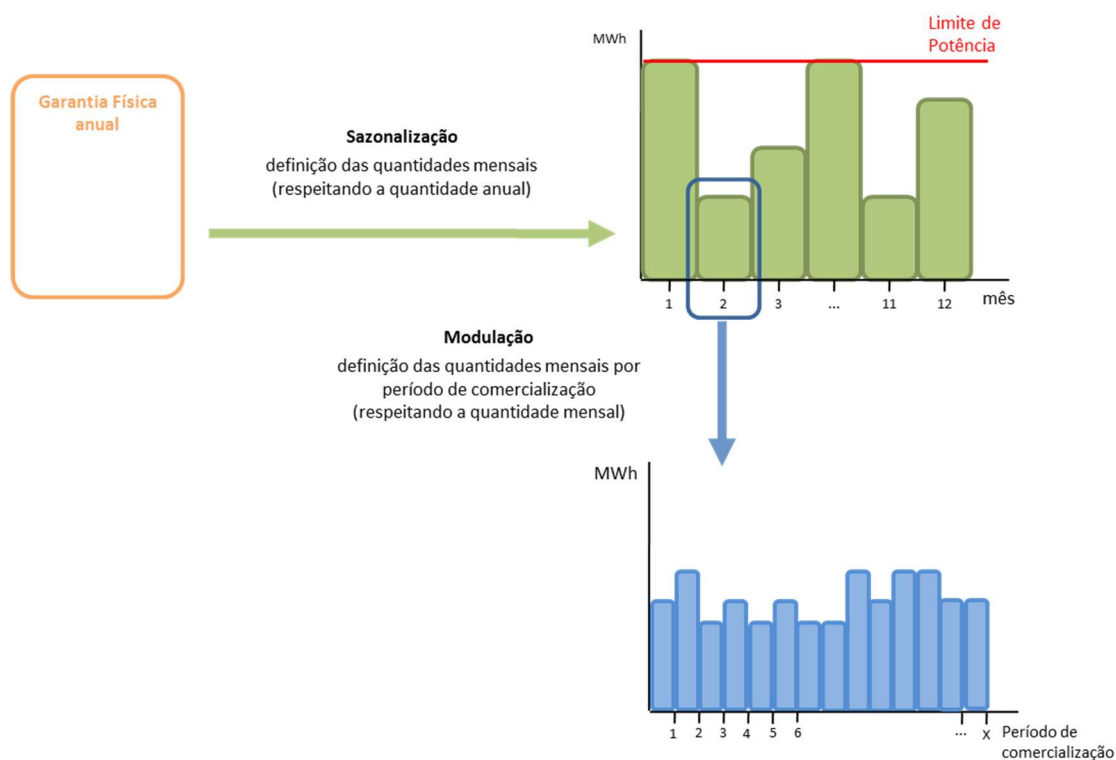 Garantia Física
anual
Sazonalização
definição das quantidades mensais
(respeitando a quantidade anual)
MWh
Limite de
Potência
1 2 3 ... 11 12 mês
Modulação
definição das quantidades mensais por
período de comercialização
(respeitando a quantidade mensal)
MWh
1 2 3 4 5 6 ... X Período de
comercialização